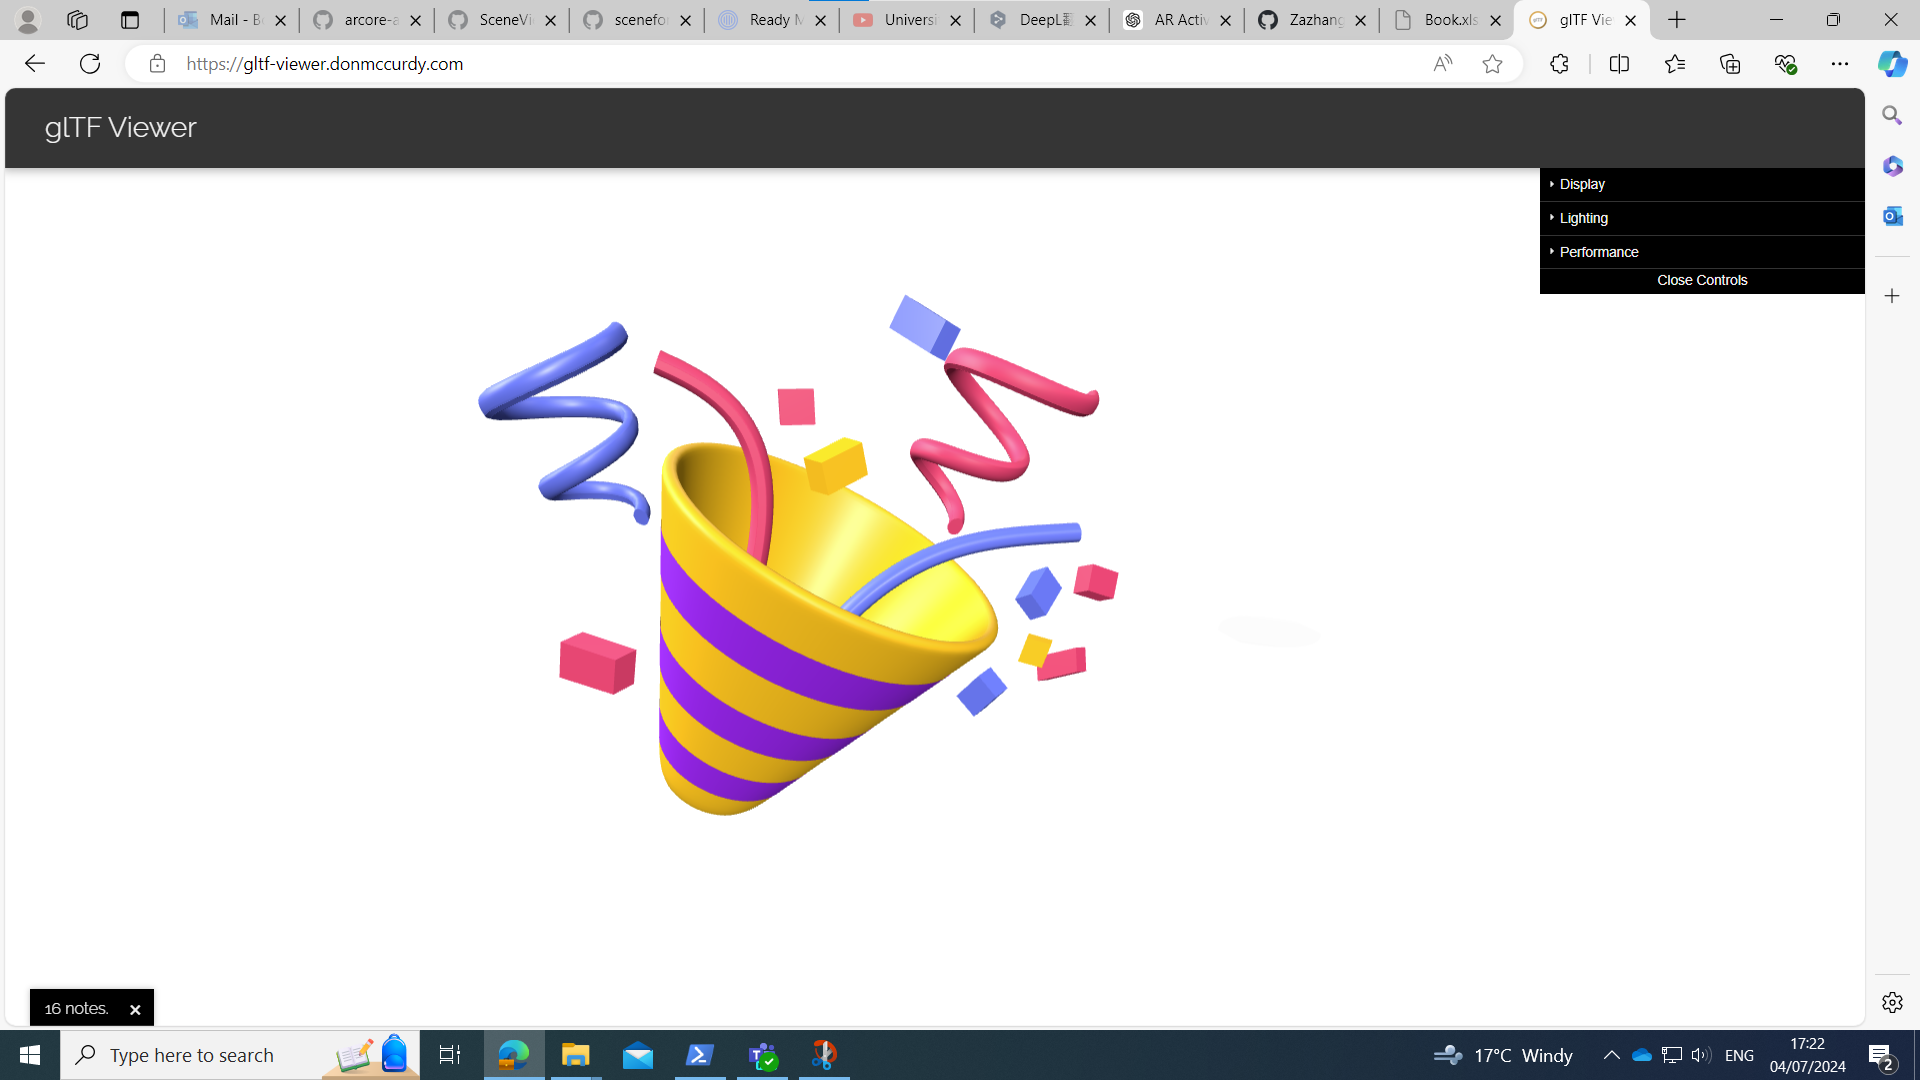 Mail - B
arcore-a
SceneVi
scenefo
Ready M
Universi
DeepL
AR Activ
Zazhang
Book.xls
glTF Vie
https://gltf-viewer.donmccurdy.com
glTF Viewer
Display
Lighting
Performance
Close Controls
16 notes. ×
Type here to search
17°C Windy
ENG
17:22
04/07/2024
2